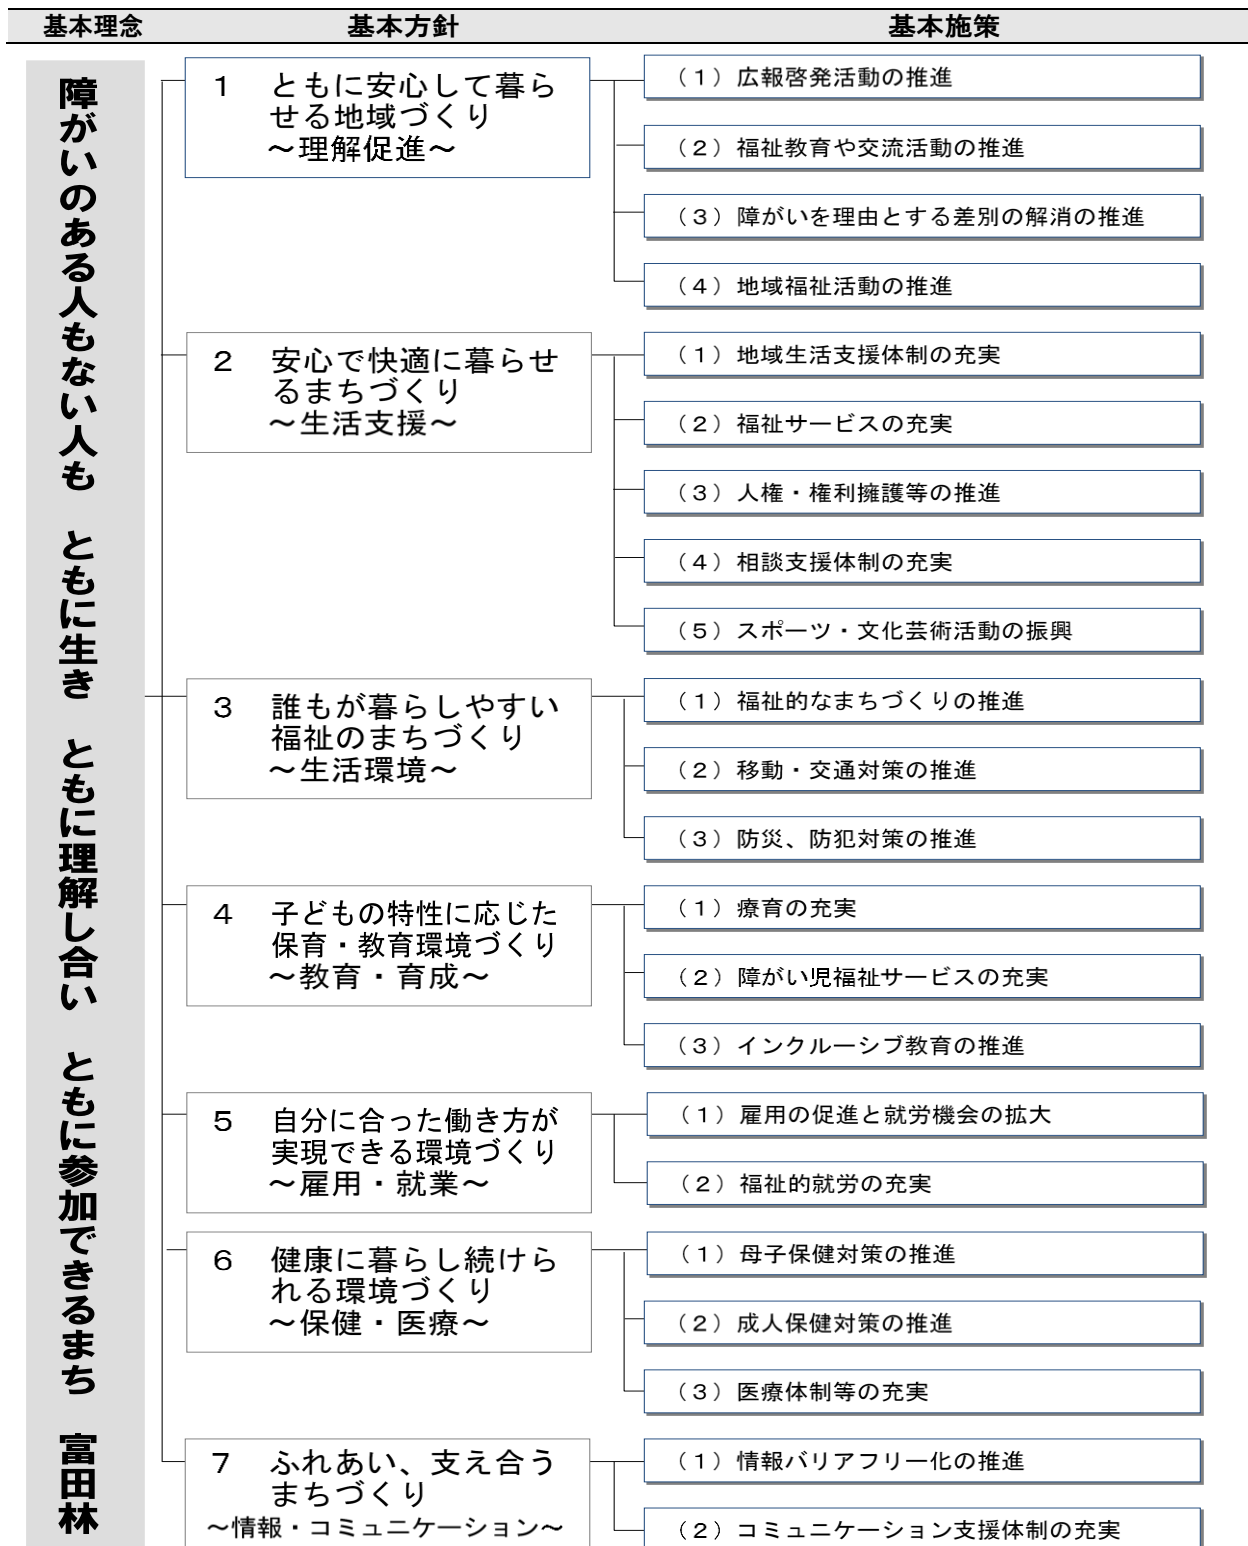 基本理念 基本方針 基本施策
障がいのある人もない人も　ともに生き　ともに理解し合い　ともに参加できるまち　富田林
1 ともに安心して暮ら
せる地域づくり
～理解促進～
（1）広報啓発活動の推進
（2）福祉教育や交流活動の推進
（3）障がいを理由とする差別の解消の推進
（4）地域福祉活動の推進
2 安心で快適に暮らせ
るまちづくり
～生活支援～
（1）地域生活支援体制の充実
（2）福祉サービスの充実
（3）人権・権利擁護等の推進
（4）相談支援体制の充実
（5）スポーツ・文化芸術活動の振興
3 誰もが暮らしやすい
福祉のまちづくり
～生活環境～
（1）福祉的なまちづくりの推進
（2）移動・交通対策の推進
（3）防災、防犯対策の推進
4 子どもの特性に応じた
保育・教育環境づくり
～教育・育成～
（1）療育の充実
（2）障がい児福祉サービスの充実
（3）インクルーシブ教育の推進
5 自分に合った働き方が
実現できる環境づくり
～雇用・就業～
（1）雇用の促進と就労機会の拡大
（2）福祉的就労の充実
6 健康に暮らし続けら
れる環境づくり
～保健・医療～
（1）母子保健対策の推進
（2）成人保健対策の推進
（3）医療体制等の充実
7 ふれあい、支え合う
まちづくり
～情報・コミュニケーション～
（1）情報バリアフリー化の推進
（2）コミュニケーション支援体制の充実